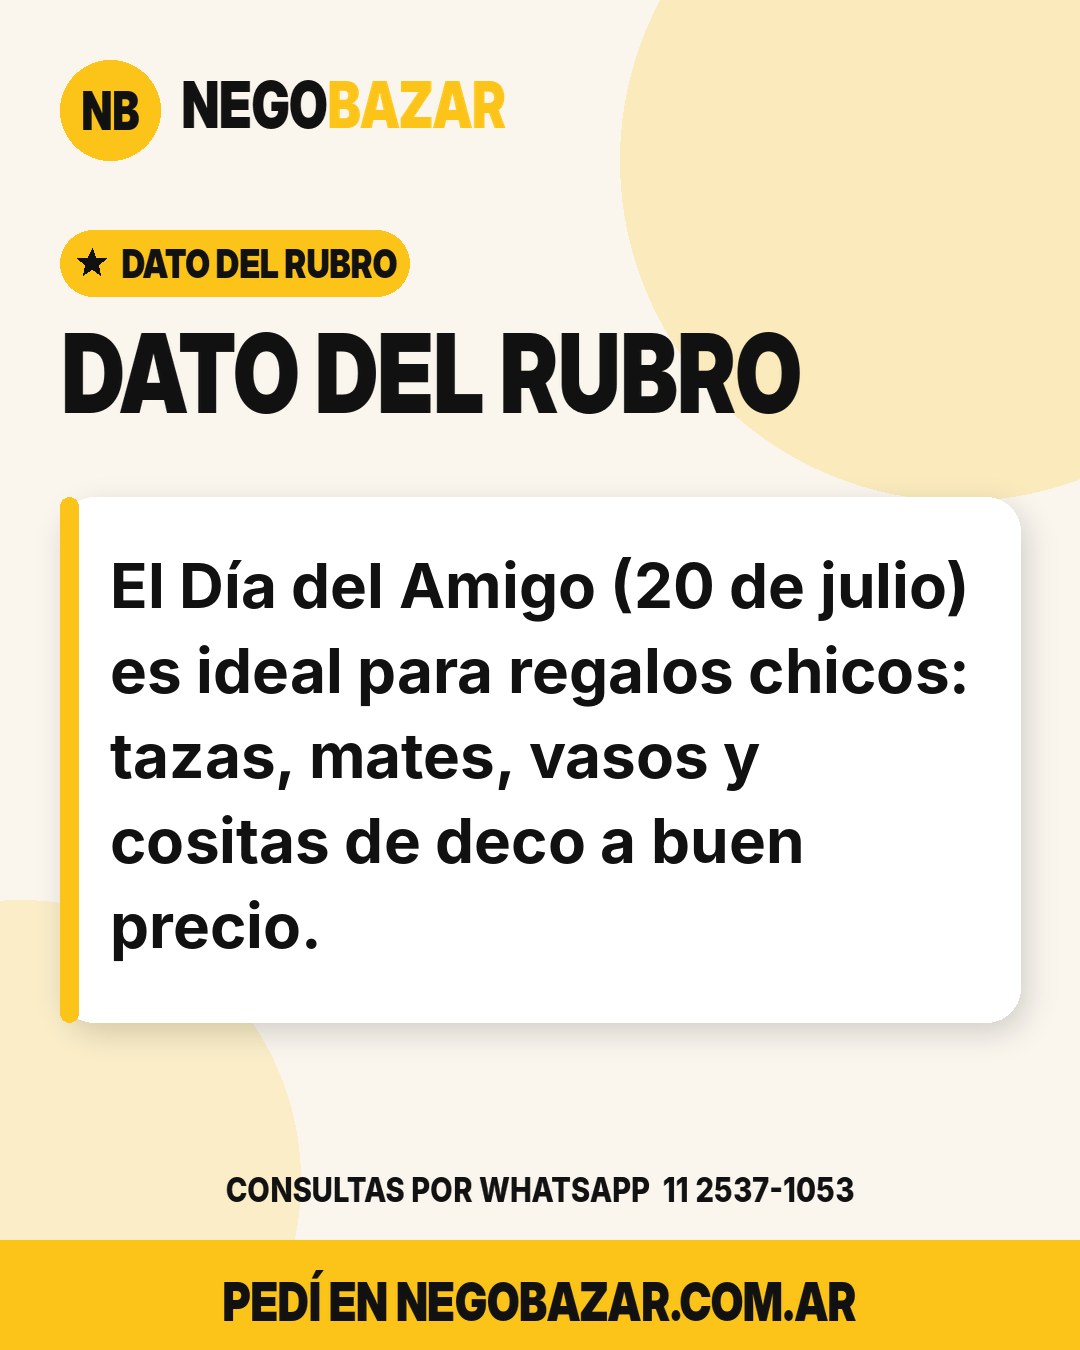 NB NEGOBAZAR
★ DATO DEL RUBRO
DATO DEL RUBRO
El Día del Amigo (20 de julio)
es ideal para regalos chicos:
tazas, mates, vasos y
cositas de deco a buen
precio.
CONSULTAS POR WHATSAPP 11 2537-1053
PEDÍ EN NEGOBAZAR.COM.AR